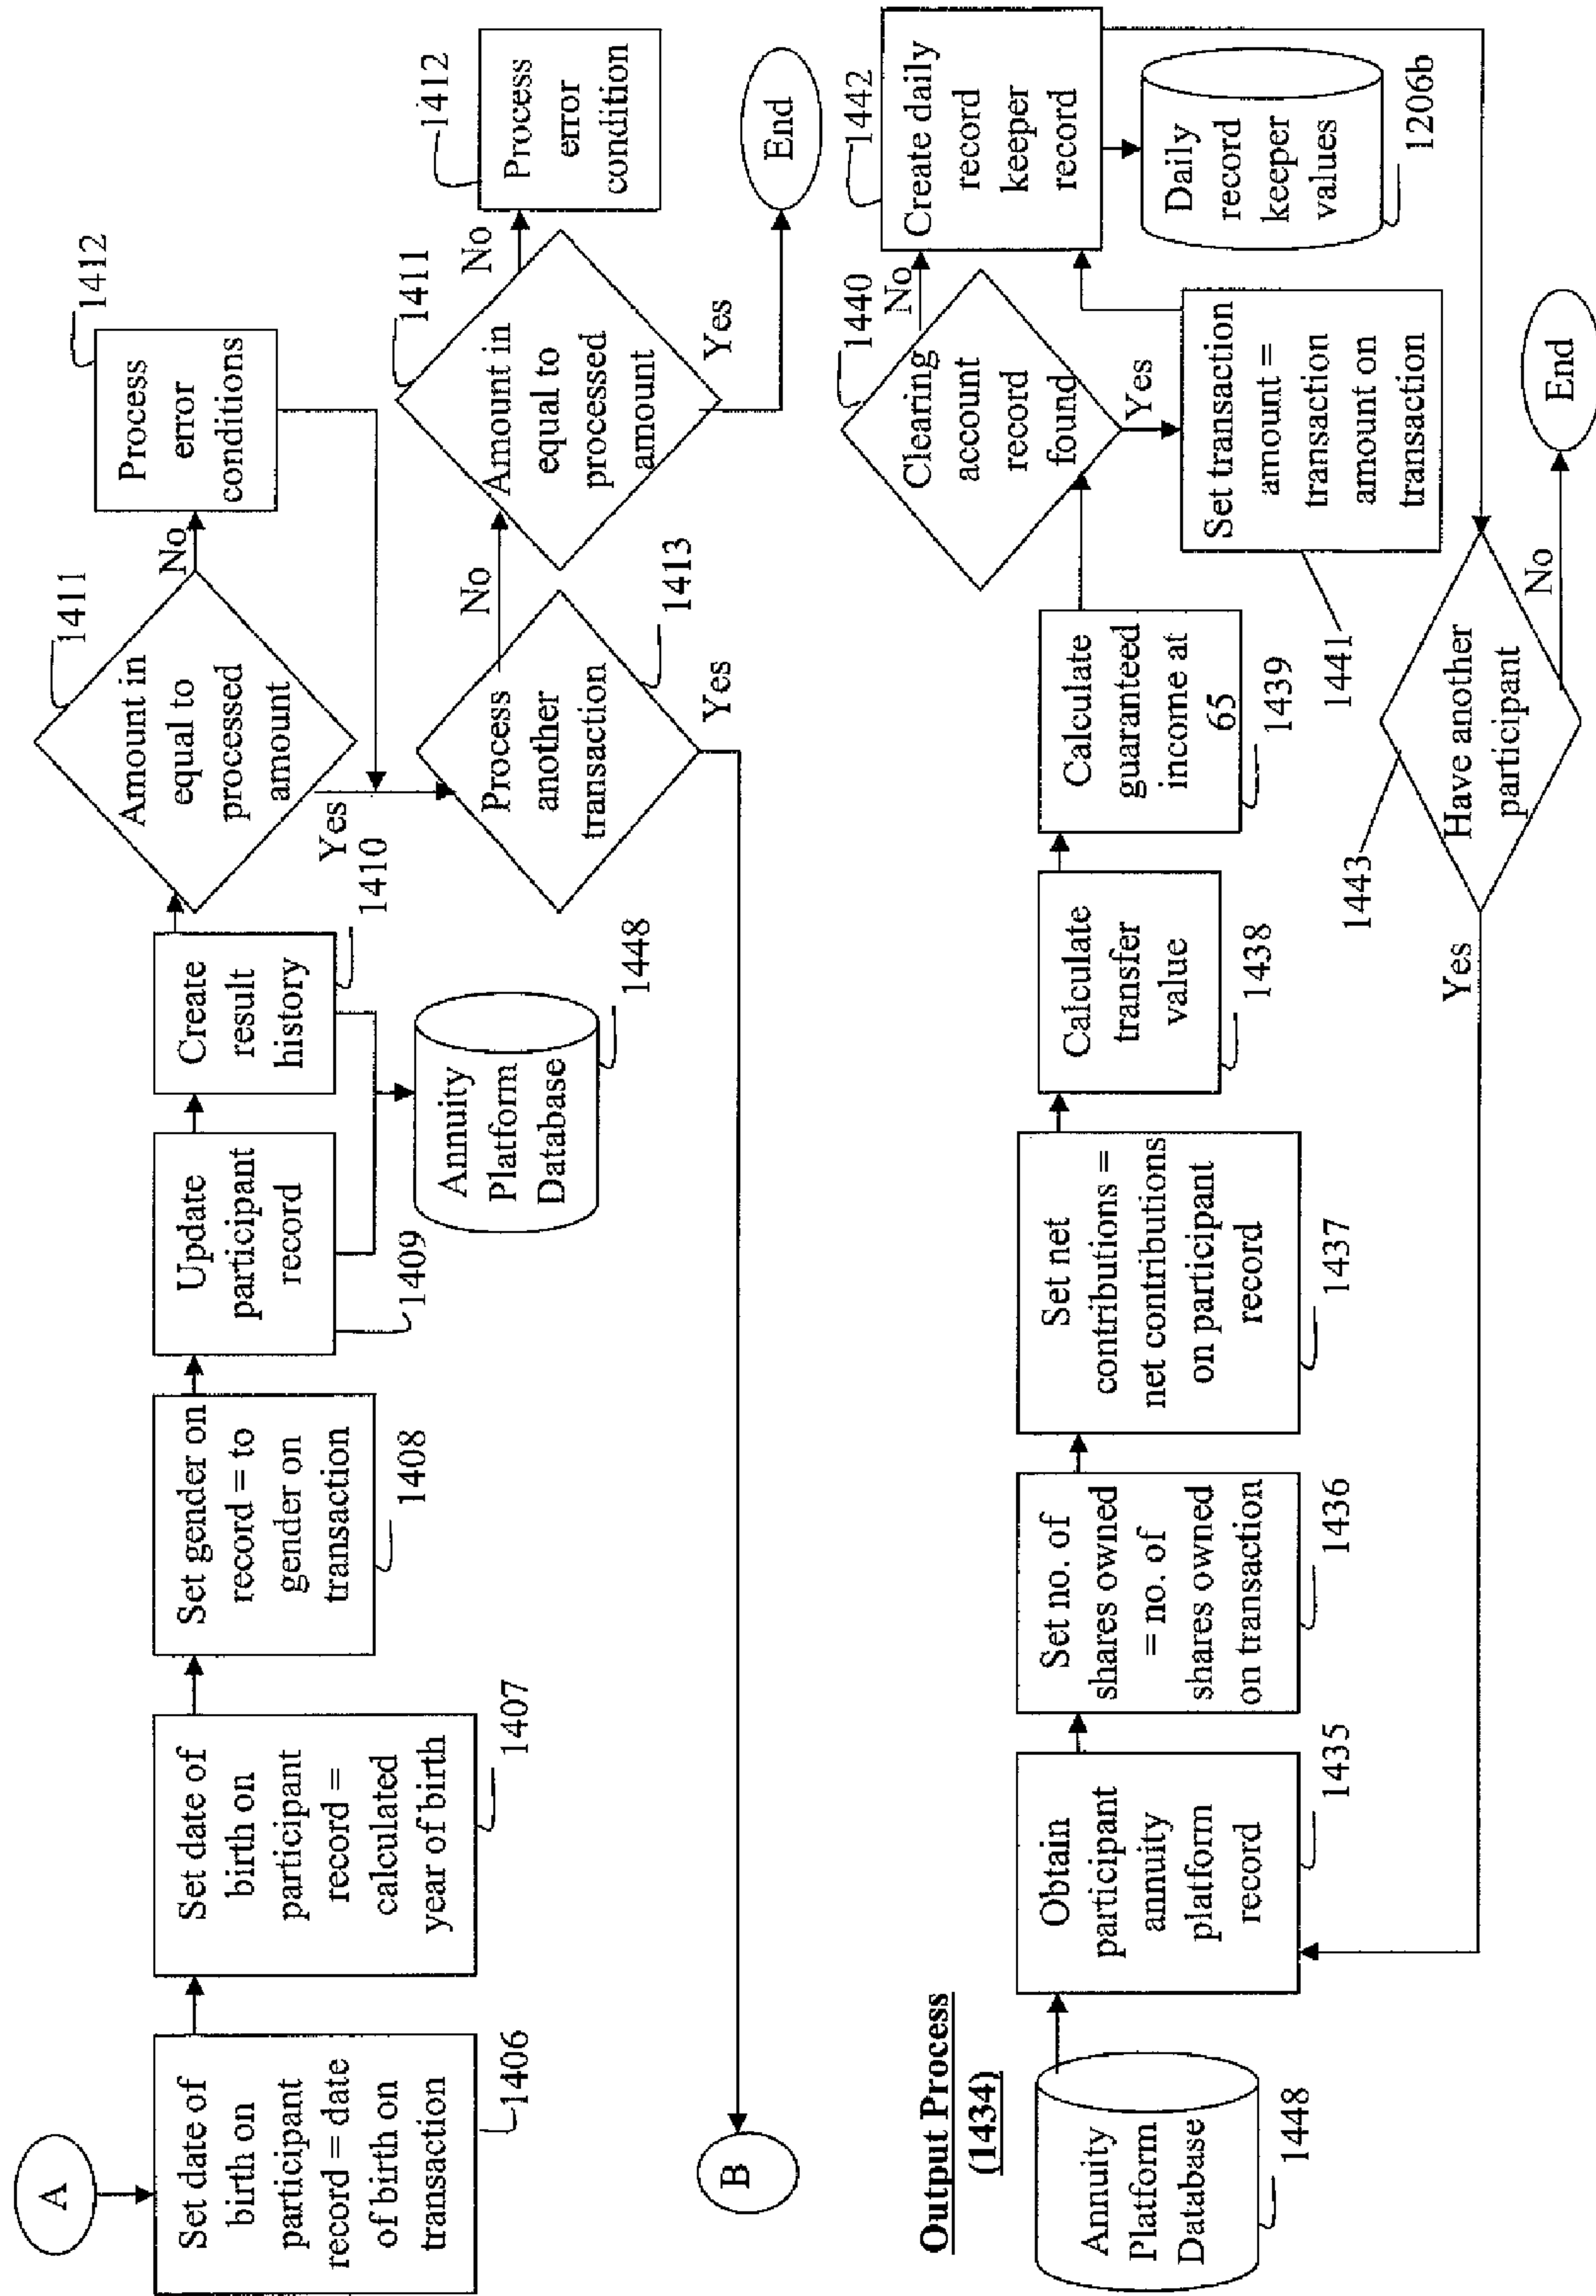 A
Set date of
birth on
participant
record = date
of birth on
transaction
1406
Set date of
birth on
participant
record =
calculated
year of birth
1407
Set gender on
record = to
gender on
transaction
1408
Update
participant
record
1409
Create
result
history
1410
Annuity
Platform
Database
1448
Amount in
equal to
processed
amount
1411
No
Yes
Process
error
conditions
1412
Process
another
transaction
1413
No
Yes
B
Amount in
equal to
processed
amount
1411
No
Yes
Process
error
condition
1412
End
Output Process
(1434)
Annuity
Platform
Database
1448
Obtain
participant
annuity
platform
record
1435
Set no. of
shares owned
= no. of
shares owned
on transaction
1436
Set net
contributions =
net contributions
on participant
record
1437
Calculate
transfer
value
1438
Calculate
guaranteed
income at
65
1439
Clearing
account
record
found
1440
No
Yes
Set transaction
amount =
transaction
amount on
transaction
1441
Create daily
record
keeper
record
1442
Daily
record
keeper
values
1206b
Have another
participant
1443
Yes
No
End